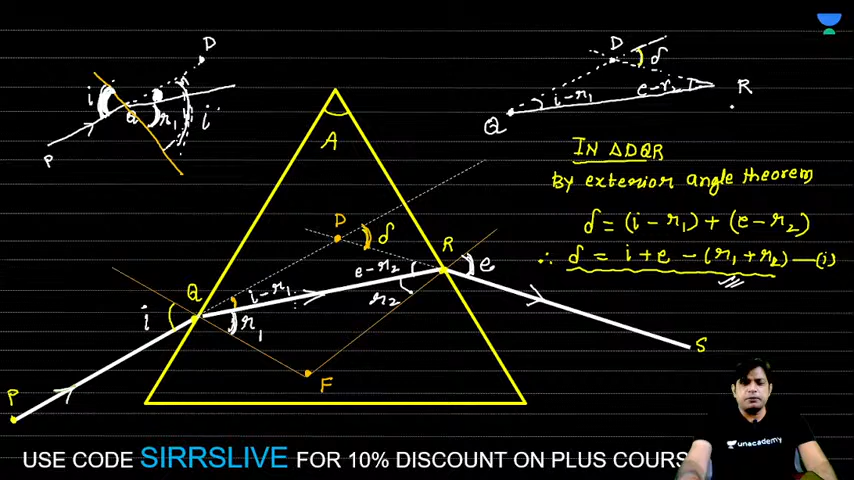 D
i
Q
r1
i
P
D
δ
i-r1
e-r2
R
Q
A
IN ΔDQR
By exterior angle theorem
δ = (i-r1) + (e-r2)
∴ δ = i+e -(r1+r2) —(i)
D
δ
R
e-r2
e
Q
i-r1
r2
i
r1
F
P
S
unacademy
USE CODE SIRRSLIVE FOR 10% DISCOUNT ON PLUS COURS